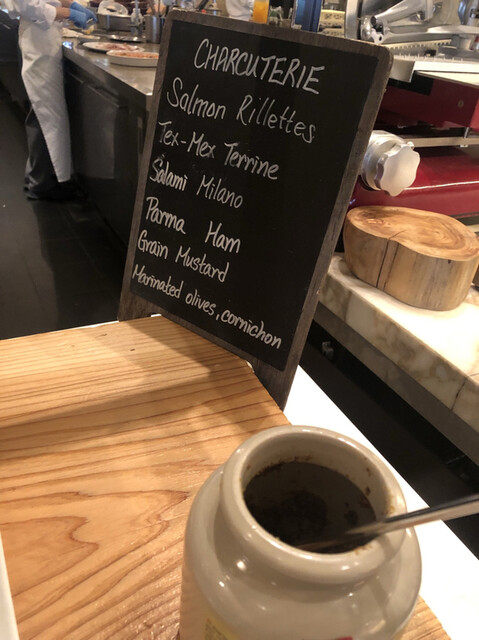 CHARCUTERIE
Salmon Rillettes
Tex-Mex Terrine
Salami Milano
Parma Ham
Grain Mustard
Marinated olives, cornichon